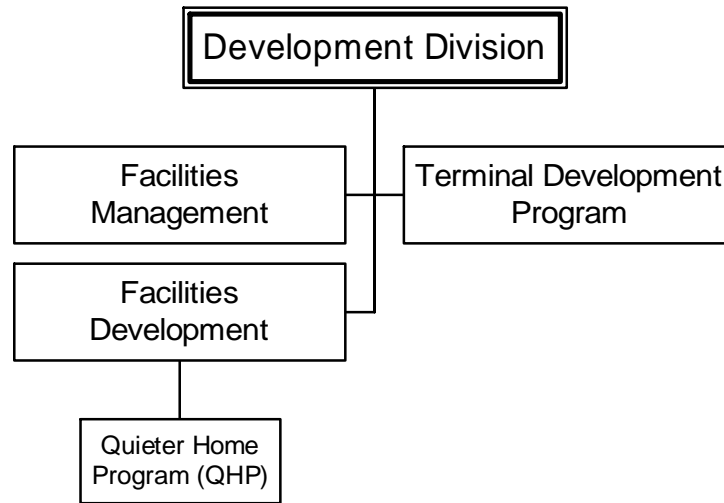 Development Division
Facilities
Management
Terminal Development
Program
Facilities
Development
Quieter Home
Program (QHP)